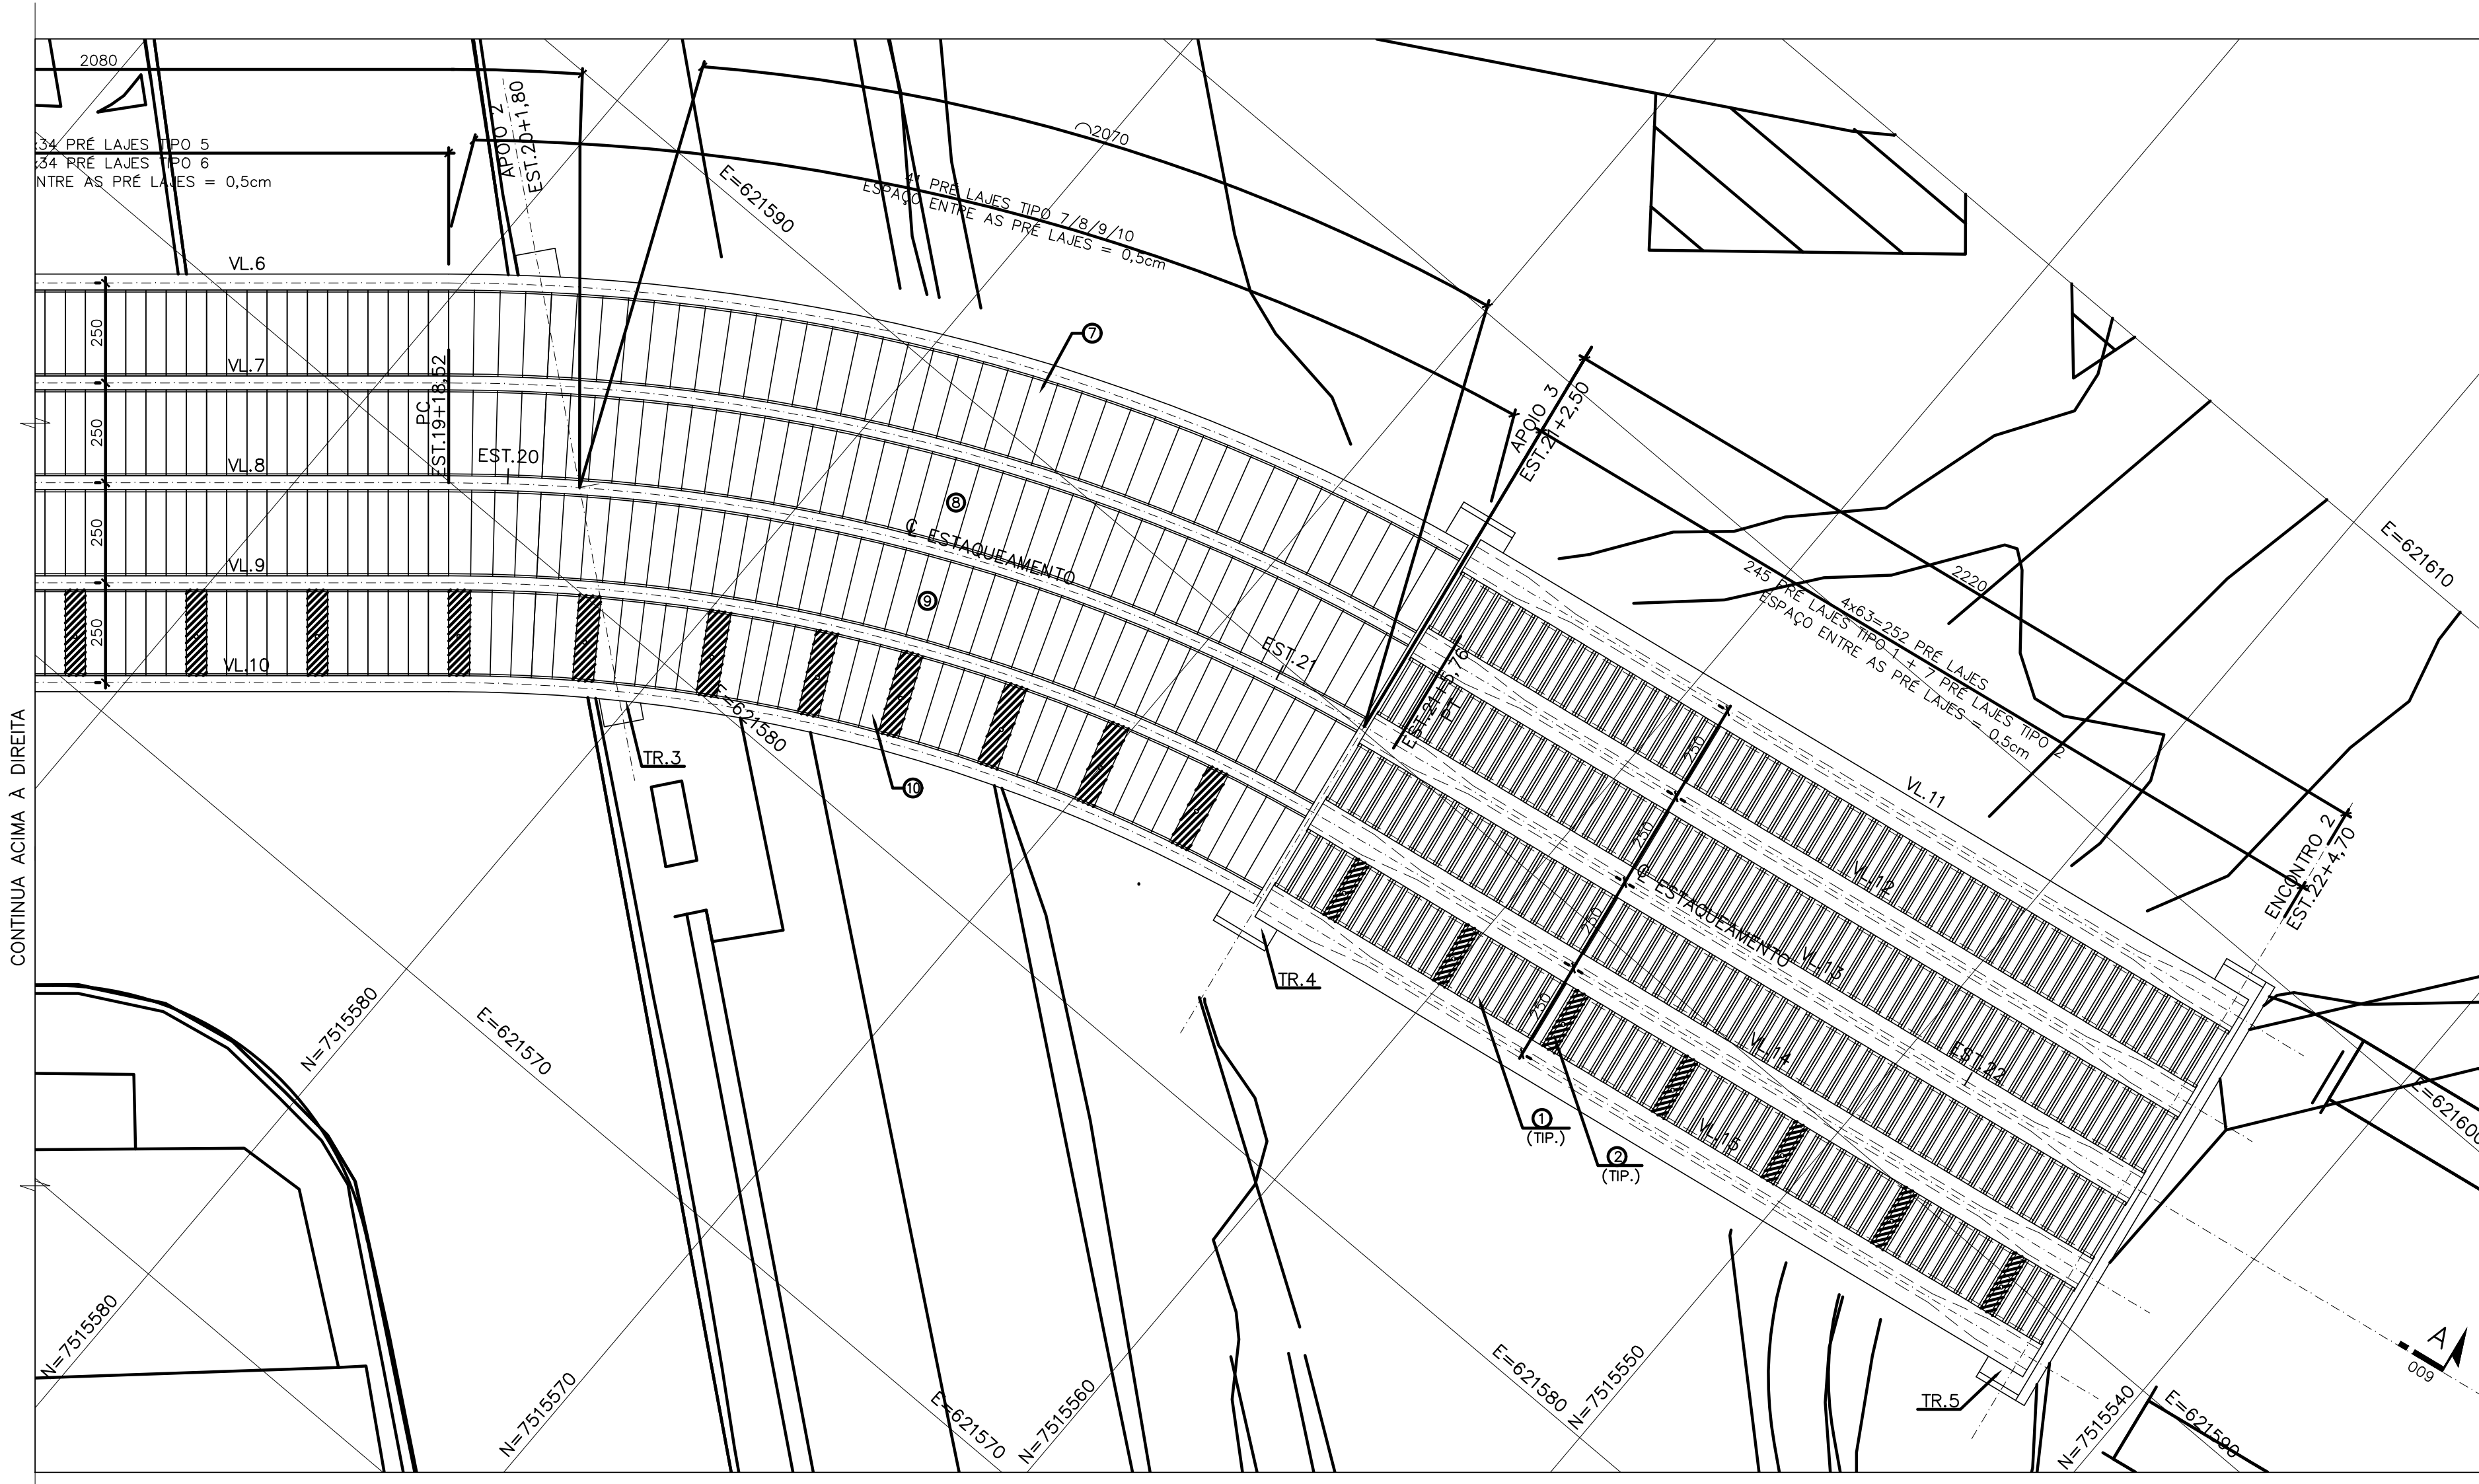 2080
:34 PRÉ LAJES TIPO 5
:34 PRÉ LAJES TIPO 6
NTRE AS PRÉ LAJES = 0,5cm
APOIO 2
EST.20+1,80
2070
41 PRÉ LAJES TIPO 7/8/9/10
ESPAÇO ENTRE AS PRÉ LAJES = 0,5cm
E=621590
VL.6
250
VL.7
250
VL.8
250
VL.9
250
VL.10
PC
EST.19+18,52
EST.20
7
8
℄ ESTAQUEAMENTO
9
10
EST.21
APOIO 3
EST.21+2,50
EST.21+5,76
PT
4x63=252 PRÉ LAJES
245 PRÉ LAJES TIPO 1 + 7 PRÉ LAJES TIPO 2
ESPAÇO ENTRE AS PRÉ LAJES = 0,5cm
2220
E=621610
ENCONTRO 2
EST.22+4,70
VL.11
VL.12
VL.13
VL.14
VL.15
250
250
250
250
℄ ESTAQUEAMENTO
EST.22
E=621580
TR.3
TR.4
1
(TIP.)
2
(TIP.)
TR.5
CONTINUA ACIMA À DIREITA
N=7515580
N=7515580
E=621570
N=7515570
E=621570
N=7515560
E=621580
N=7515550
N=7515540
E=621590
E=621600
A
009